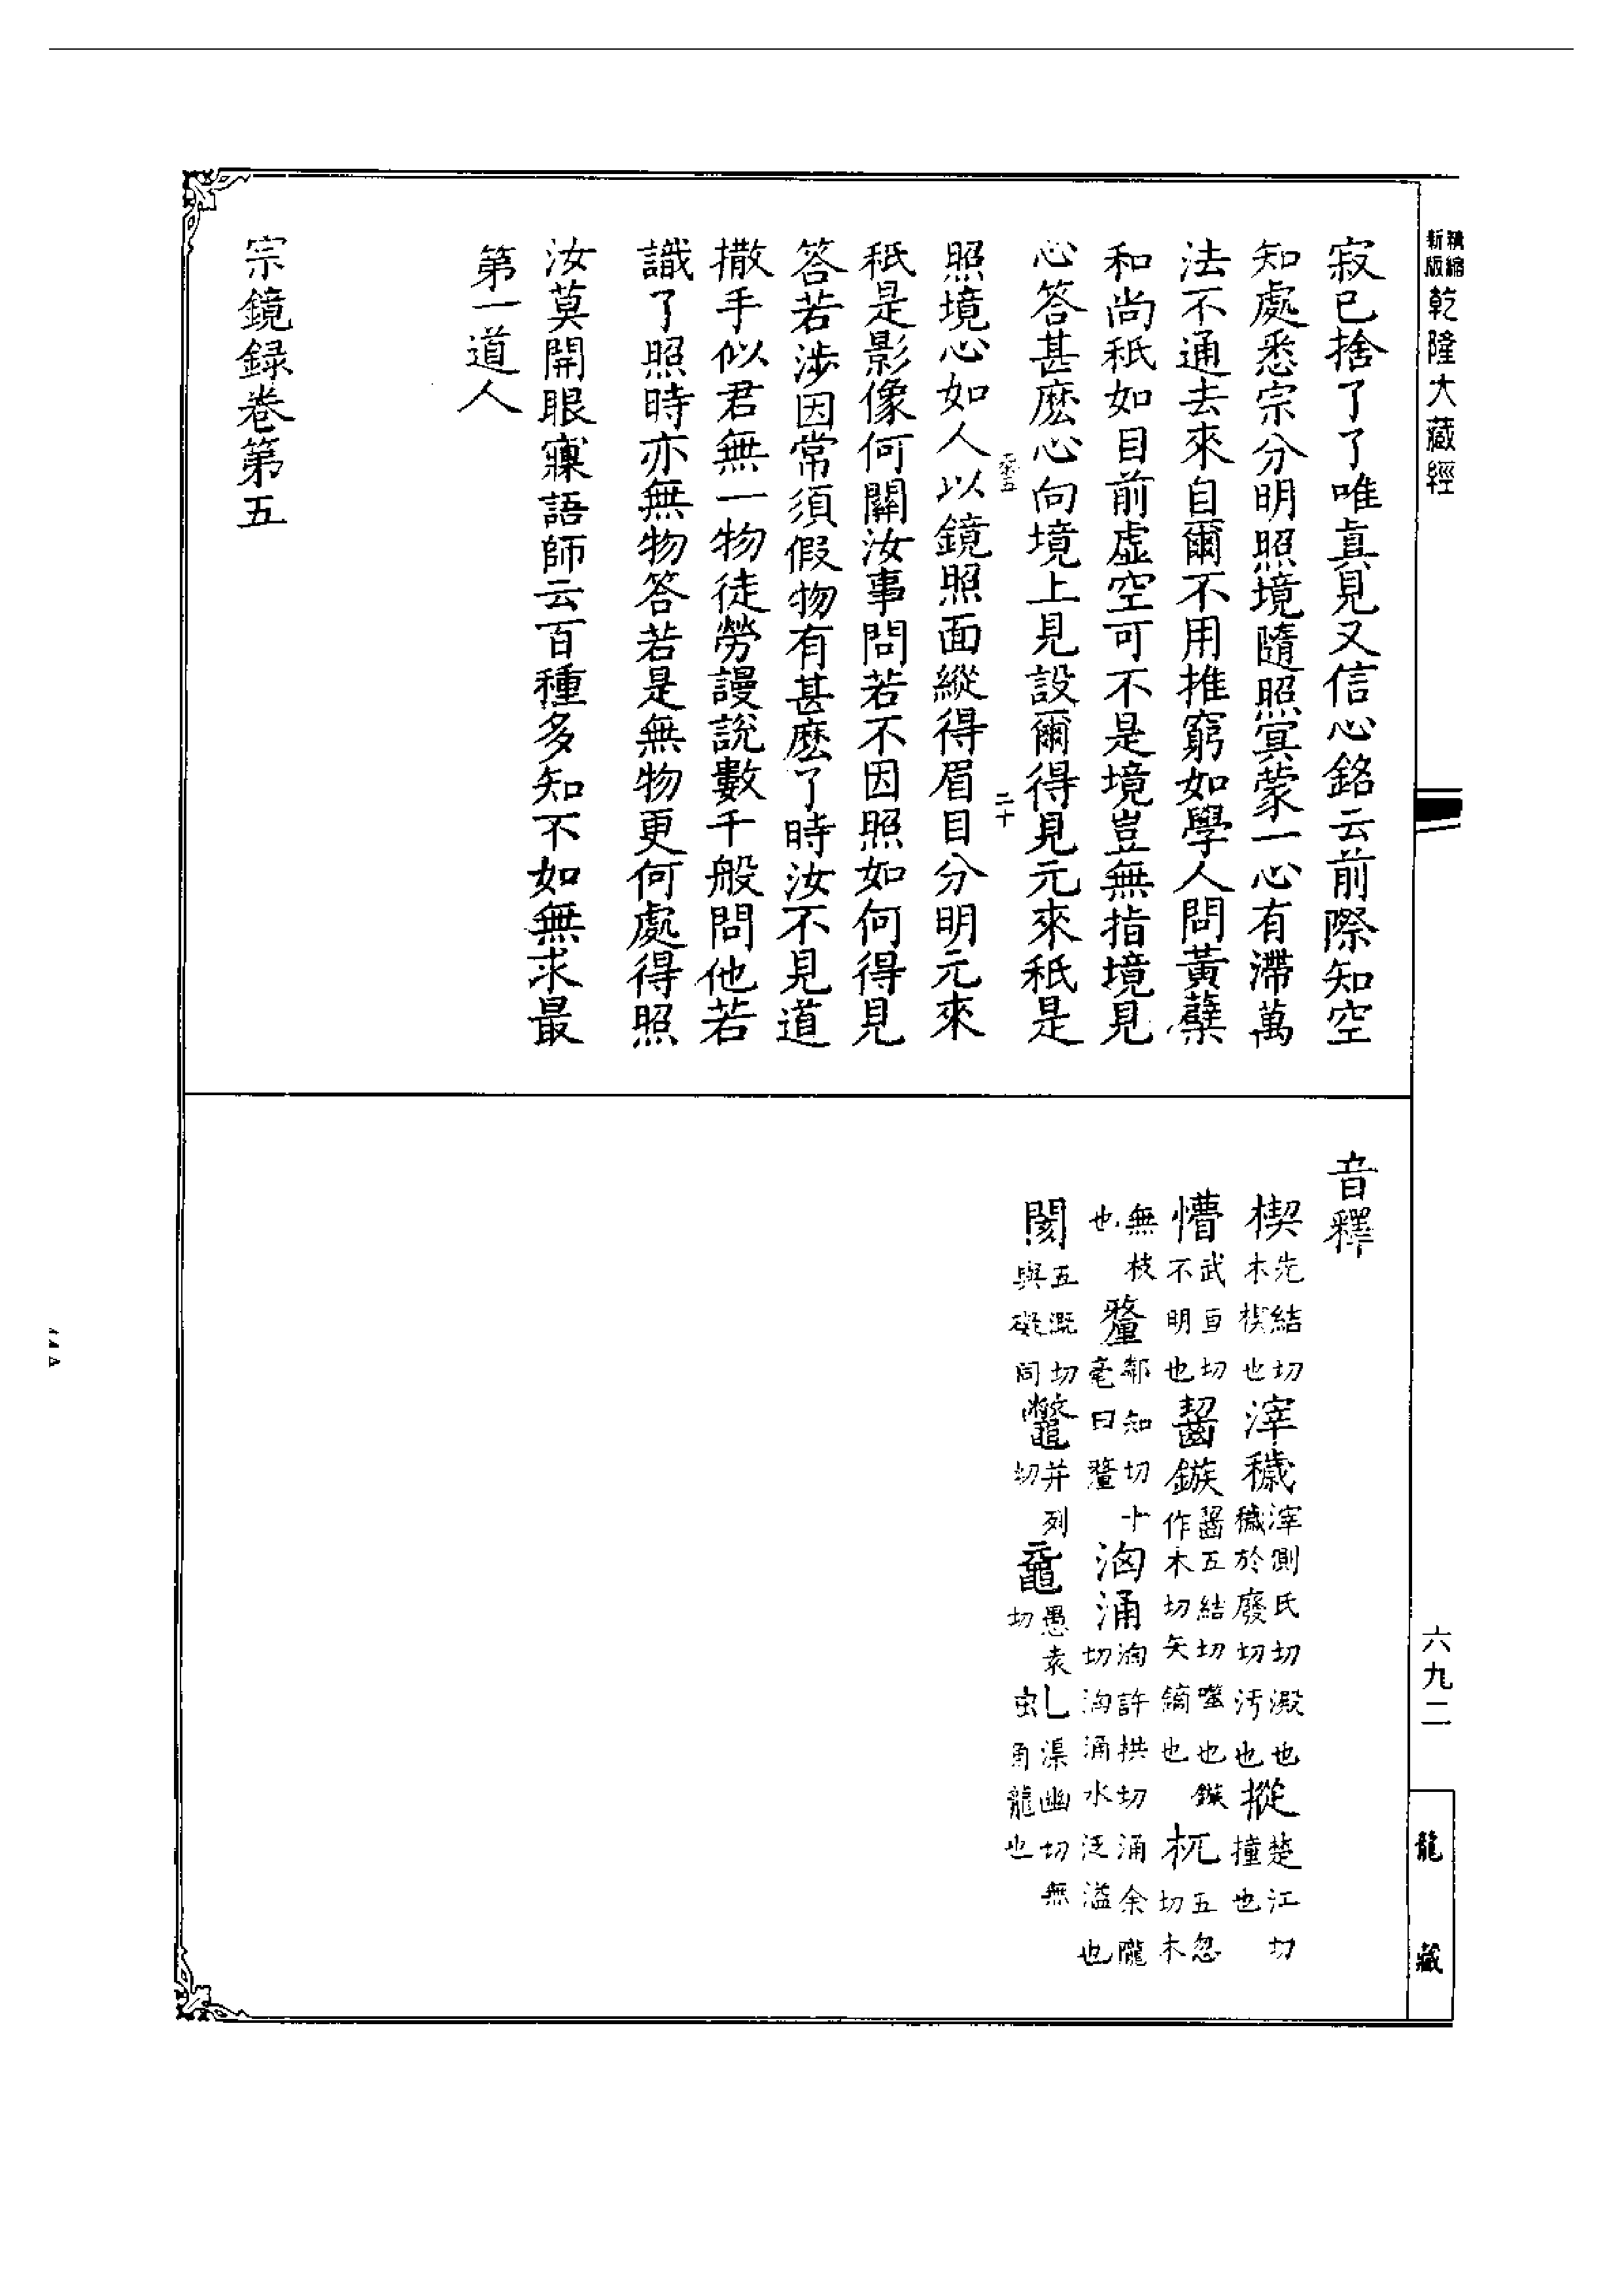 精縮新版乾隆大藏經
六九二
龍藏
寂已捨了了唯真見又信心銘云前際知空
知處悉宗分明照境隨照寞蒙一心有滯萬
法不通去來自爾不用推窮如學人問黃蘗
和尚秖如目前虛空可不是境豈無指境見
心答甚麽心向境上見設爾得見元來秖是
二十
照境心如人以鏡照面縱得眉目分明元來
秖是影像何關汝事問若不因照如何得見
答若涉因常須假物有甚麽了時汝不見道
撒手似君無一物徒勞謾說數千般問他若
識了照時亦無物答若是無物更何處得照
汝莫開眼寱語師云百種多知不如無求最
第一道人
宗鏡録卷第五
音釋
楔先結切木楔也滓穢滓測氏切澱也穢於廢切污也摐楚江切撞也
懵武亘切不明也齧鏃齧五結切噬也鏃作木切矢鏑也杌五忽切木
無枝也釐鄰知切十毫曰釐洶涌洶許拱切涌余隴切洶涌水泛溢也
閡五溉切與礙同鼈并列切黿愚袁切虬渠幽切無角龍也